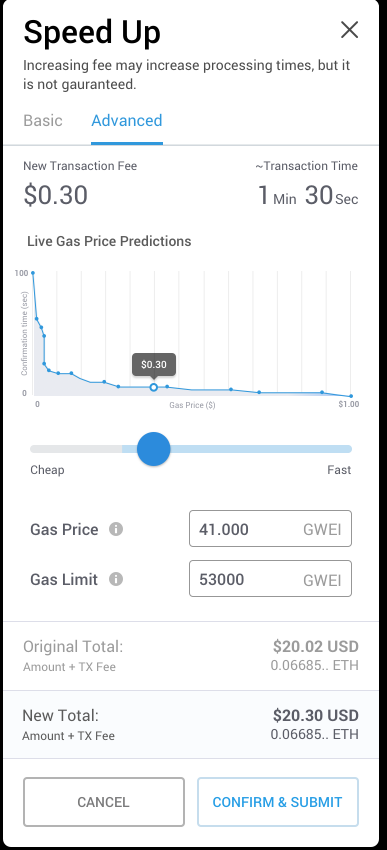 Speed Up
Increasing fee may increase processing times, but it
is not gauranteed.
Basic Advanced
New Transaction Fee ~Transaction Time
$0.30 1 Min 30 Sec
Live Gas Price Predictions
100
Confirmation time (sec)
$0.30
0
0 Gas Price ($) $1.00
Cheap Fast
Gas Price i 41.000 GWEI
Gas Limit i 53000 GWEI
Original Total: $20.02 USD
Amount + TX Fee 0.06685.. ETH
New Total: $20.30 USD
Amount + TX Fee 0.06685.. ETH
CANCEL CONFIRM & SUBMIT